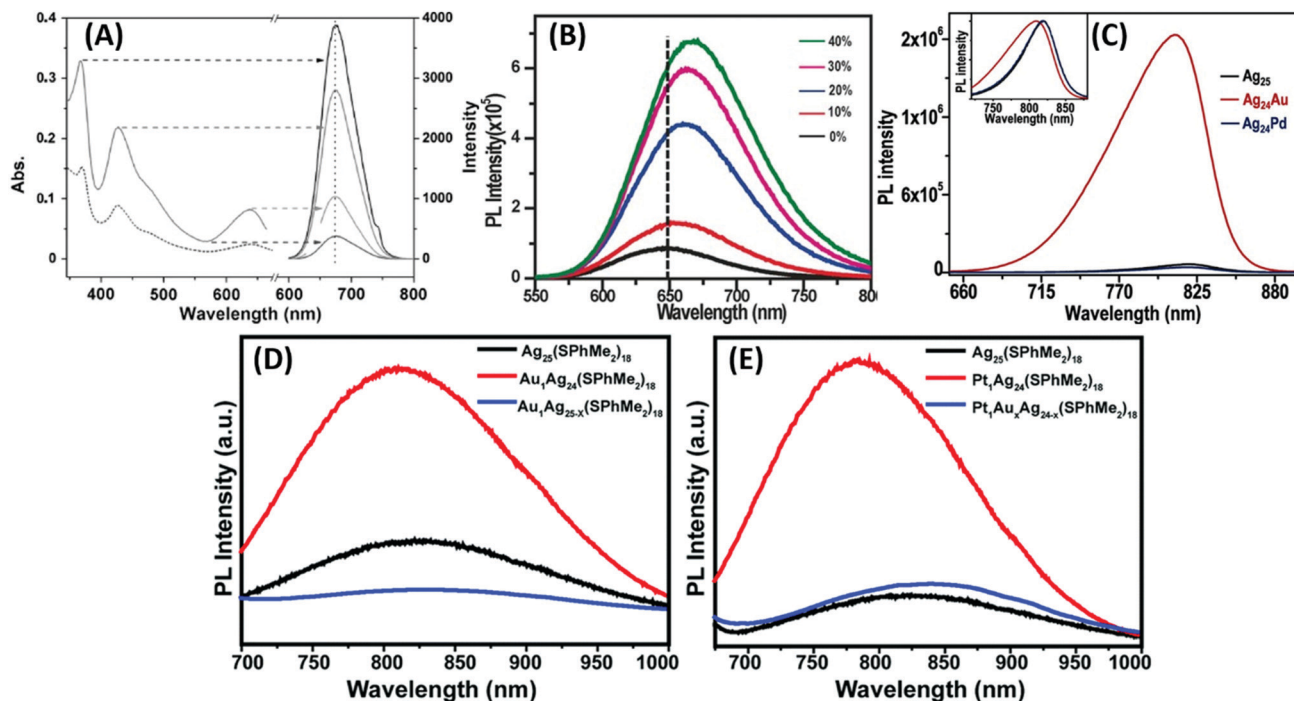 (A)
0.4
0.3
0.2
0.1
0
Abs.
4000
3000
2000
1000
0
Intensity
400
500
600
600
700
800
Wavelength (nm)
(B)
6
4
2
0
PL Intensity(x10⁵)
40%
30%
20%
10%
0%
550
600
650
700
750
800
Wavelength (nm)
(C)
2x10⁶
1x10⁶
6x10⁵
0
PL intensity
PL intensity
750
800
850
Wavelength (nm)
Ag₂₅
Ag₂₄Au
Ag₂₄Pd
660
715
770
825
880
Wavelength (nm)
(D)
Ag₂₅(SPhMe₂)₁₈
Au₁Ag₂₄(SPhMe₂)₁₈
Au₁Ag₂₅₋ₓ(SPhMe₂)₁₈
PL Intensity (a.u.)
700
750
800
850
900
950
1000
Wavelength (nm)
(E)
Ag₂₅(SPhMe₂)₁₈
Pt₁Ag₂₄(SPhMe₂)₁₈
Pt₁AuₓAg₂₄₋ₓ(SPhMe₂)₁₈
PL Intensity (a.u.)
700
750
800
850
900
950
1000
Wavelength (nm)